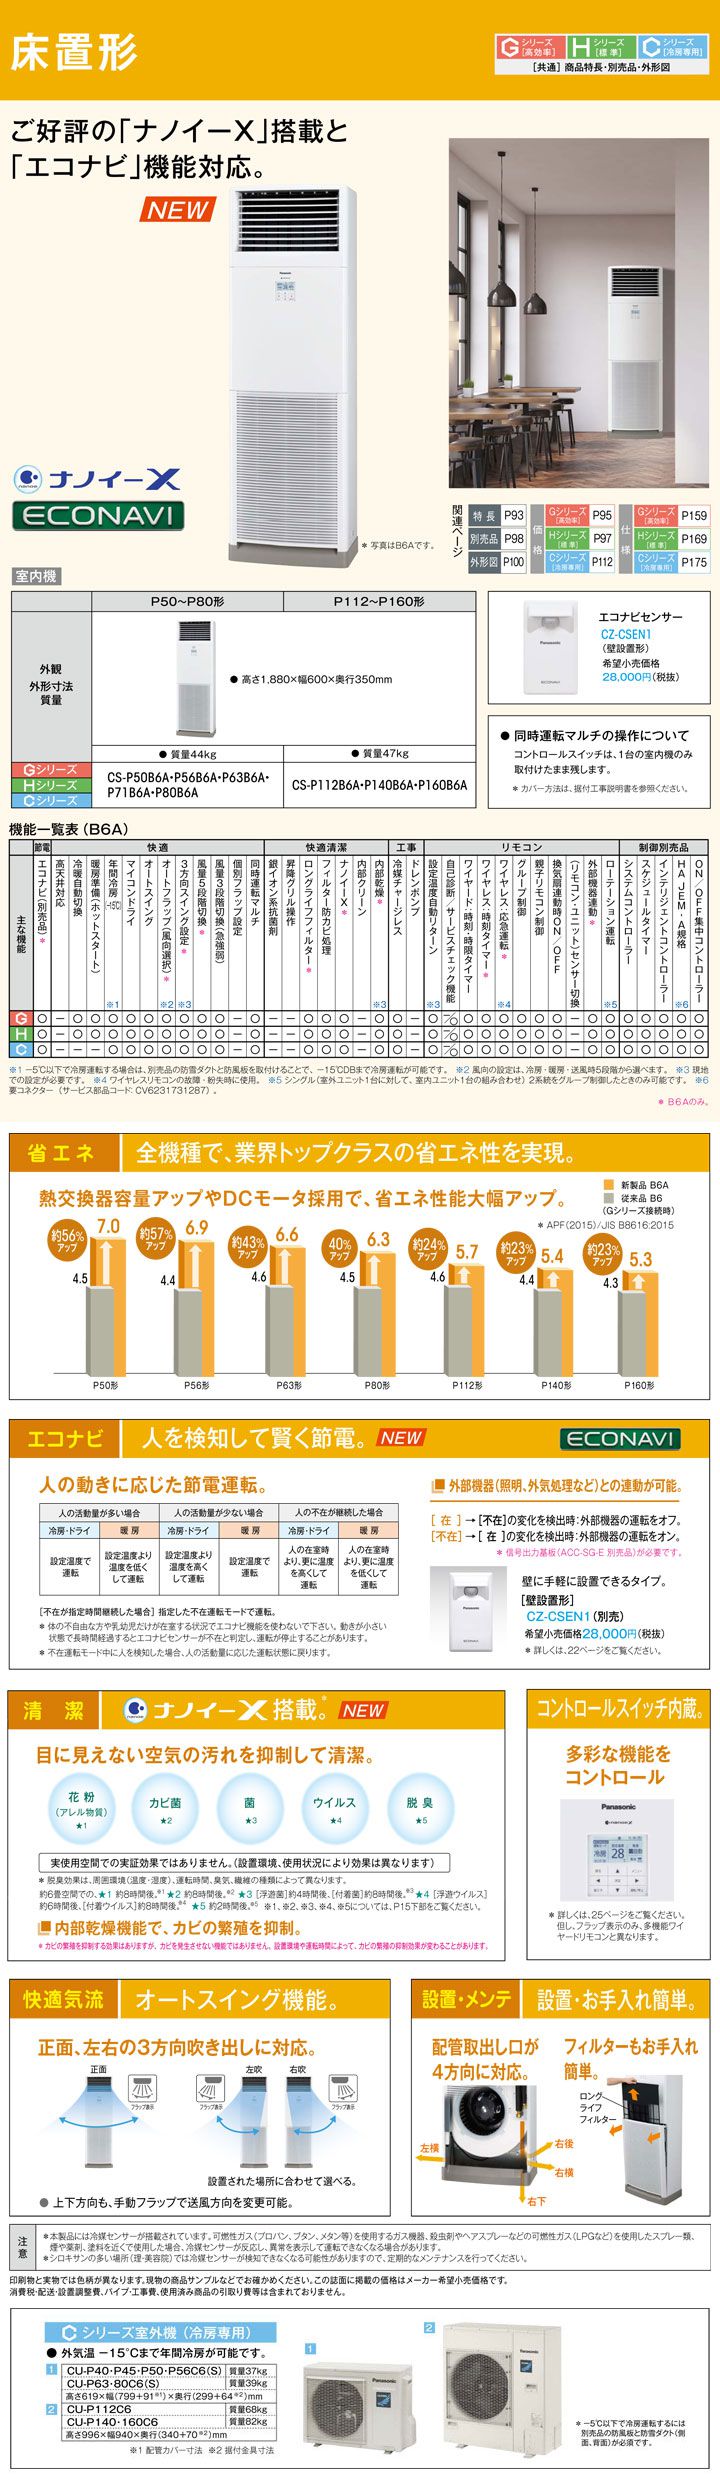 床置形
Gシリーズ[高効率] Hシリーズ[標準] Cシリーズ[冷房専用]
[共通] 商品特長・別売品・外形図
ご好評の「ナノイーX」搭載と
「エコナビ」機能対応。
NEW
ナノイーX
ECONAVI
＊写真はB6Aです。
関連ページ
特長 P93
別売品 P98
外形図 P100
価格
Gシリーズ[高効率] P95
Hシリーズ[標準] P97
Cシリーズ[冷房専用] P112
仕様
Gシリーズ[高効率] P159
Hシリーズ[標準] P169
Cシリーズ[冷房専用] P175
室内機
P50～P80形 P112～P160形
外観
外形寸法
質量
● 高さ1,880×幅600×奥行350mm
● 質量44kg ● 質量47kg
Gシリーズ
Hシリーズ
Cシリーズ
CS-P50B6A・P56B6A・P63B6A・
P71B6A・P80B6A
CS-P112B6A・P140B6A・P160B6A
Panasonic
ECONAVI
エコナビセンサー
CZ-CSEN1
(壁設置形)
希望小売価格
28,000円(税抜)
● 同時運転マルチの操作について
コントロールスイッチは、1台の室内機のみ
取付けたまま残します。
＊カバー方法は、据付工事説明書を参照ください。
機能一覧表(B6A)
主な機能
節電
エコナビ(別売品)＊
快適
高天井対応
冷暖自動切換
暖房準備(ホットスタート)
年間冷房(-15℃) ※1
マイコンドライ
オートスイング
オートフラップ(風向選択)＊ ※2
3方向スイング設定＊ ※3
風量5段階切換＊
風量3段階切換(急強弱)
個別フラップ設定
同時運転マルチ
快適清潔
銀イオン系抗菌剤
昇降グリル操作
ロングライフフィルター＊
フィルター防カビ処理
ナノイーX＊
内部クリーン
内部乾燥＊ ※3
工事
冷媒チャージレス
ドレンポンプ
リモコン
設定温度自動リターン ※3
自己診断／サービスチェック機能
ワイヤード:時刻・時限タイマー
ワイヤレス:時刻タイマー＊
ワイヤレス:応急運転＊ ※4
グループ制御
親子リモコン制御
換気扇連動時ON／OFF
(リモコン・ユニット)センサー切換
外部機器連動＊
ローテーション運転 ※5
制御別売品
システムコントローラー
スケジュールタイマー
インテリジェントコントローラー
HA JEM・A規格 ※6
ON／OFF集中コントローラー
G
H
C
※1 −5℃以下で冷房運転する場合は、別売品の防雪ダクトと防風板を取付けることで、−15℃DBまで冷房運転が可能です。 ※2 風向の設定は、冷房・暖房・送風時5段階から選べます。 ※3 現地
での設定が必要です。 ※4 ワイヤレスリモコンの故障・紛失時に使用。 ※5 シングル(室外ユニット1台に対して、室内ユニット1台の組み合わせ) 2系統をグループ制御したときのみ可能です。 ※6
要コネクター(サービス部品コード: CV6231731287)。
＊ B6Aのみ。
省エネ 全機種で、業界トップクラスの省エネ性を実現。
熱交換器容量アップやDCモータ採用で、省エネ性能大幅アップ。
新製品 B6A
従来品 B6
(Gシリーズ接続時)
＊ APF(2015)/JIS B8616:2015
約56%アップ 4.5 7.0 P50形
約57%アップ 4.4 6.9 P56形
約43%アップ 4.6 6.6 P63形
40%アップ 4.5 6.3 P80形
約24%アップ 4.6 5.7 P112形
約23%アップ 4.4 5.4 P140形
約23%アップ 4.3 5.3 P160形
エコナビ 人を検知して賢く節電。 NEW ECONAVI
人の動きに応じた節電運転。
人の活動量が多い場合 人の活動量が少ない場合 人の不在が継続した場合
冷房・ドライ 暖房 冷房・ドライ 暖房 冷房・ドライ 暖房
設定温度で運転
設定温度より温度を低くして運転
設定温度より温度を高くして運転
設定温度で運転
人の在室時より、更に温度を高くして運転
人の在室時より、更に温度を低くして運転
[不在が指定時間継続した場合] 指定した不在運転モードで運転。
＊ 体の不自由な方や乳幼児だけが在室する状況でエコナビ機能を使わないで下さい。動きが小さい
状態で長時間経過するとエコナビセンサーが不在と判定し、運転が停止することがあります。
＊ 不在運転モード中に人を検知した場合、人の活動量に応じた運転状態に戻ります。
外部機器(照明、外気処理など)との連動が可能。
[在]→[不在]の変化を検出時:外部機器の運転をオフ。
[不在]→[在]の変化を検出時:外部機器の運転をオン。
＊信号出力基板(ACC-SG-E 別売品)が必要です。
Panasonic
ECONAVI
壁に手軽に設置できるタイプ。
[壁設置形]
CZ-CSEN1(別売)
希望小売価格28,000円(税抜)
＊ 詳しくは、22ページをご覧ください。
清潔 ナノイーX搭載。＊ NEW
目に見えない空気の汚れを抑制して清潔。
花粉(アレル物質)★1
カビ菌★2
菌★3
ウイルス★4
脱臭★5
実使用空間での実証効果ではありません。(設置環境、使用状況により効果は異なります)
＊ 脱臭効果は、周囲環境(温度・湿度)、運転時間、臭気、繊維の種類によって異なります。
約6畳空間での、★1 約8時間後。※1 ★2 約8時間後。※2 ★3 [浮遊菌]約4時間後、[付着菌]約8時間後。※3 ★4 [浮遊ウイルス]
約6時間後、[付着ウイルス]約8時間後。※4 ★5 約2時間後。※5 ※1、※2、※3、※4、※5については、P15下部をご覧ください。
内部乾燥機能で、カビの繁殖を抑制。
＊カビの繁殖を抑制する効果はありますが、カビを発生させない機能ではありません。設置環境や運転時間によって、カビの繁殖の抑制効果が変わることがあります。
コントロールスイッチ内蔵。
多彩な機能を
コントロール
Panasonic
nanoeX
冷房 28
＊ 詳しくは、25ページをご覧ください。
但し、フラップ表示のみ、多機能ワイ
ヤードリモコンと異なります。
快適気流 オートスイング機能。
正面、左右の3方向吹き出しに対応。
正面 左吹 右吹
フラップ表示 フラップ表示 フラップ表示
設置された場所に合わせて選べる。
● 上下方向も、手動フラップで送風方向を変更可能。
設置・メンテ 設置・お手入れ簡単。
配管取出し口が
4方向に対応。
左横
右後
右横
右下
フィルターもお手入れ
簡単。
ロング
ライフ
フィルター
注意
＊本製品には冷媒センサーが搭載されています。可燃性ガス(プロパン、ブタン、メタン等)を使用するガス機器、殺虫剤やヘアスプレーなどの可燃性ガス(LPGなど)を使用したスプレー類、
煙や薬剤、塗料を近くで使用した場合、冷媒センサーが反応し、異常を表示して運転できなくなる場合があります。
＊シロキサンの多い場所(理・美容院)では冷媒センサーが検知できなくなる可能性がありますので、定期的なメンテナンスを行ってください。
印刷物と実物では色柄が異なります。現物の商品サンプルなどでお確かめください。この誌面に掲載の価格はメーカー希望小売価格です。
消費税・配送・設置調整費、パイプ・工事費、使用済み商品の引取り費等は含まれておりません。
Cシリーズ室外機(冷房専用)
● 外気温 −15℃まで年間冷房が可能です。
1 CU-P40・P45・P50・P56C6(S) 質量37kg
CU-P63・80C6(S) 質量39kg
高さ619×幅(799+91※1)×奥行(299+64※2)mm
2 CU-P112C6 質量68kg
CU-P140・160C6 質量82kg
高さ996×幅940×奥行(340+70※2)mm
※1 配管カバー寸法 ※2 据付金具寸法
1
Panasonic
2
Panasonic
＊−5℃以下で冷房運転するには
別売品の防風板と防雪ダクト(側
面、背面)が必須です。